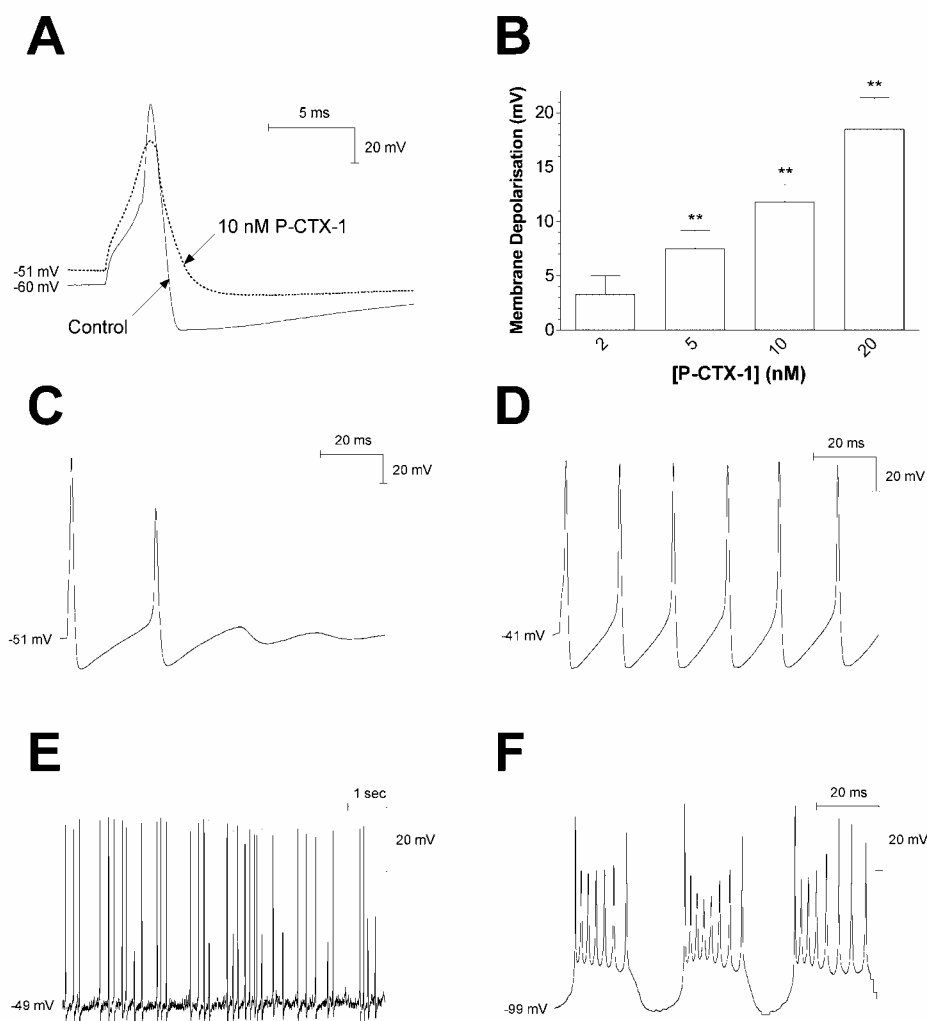 A
5 ms
20 mV
10 nM P-CTX-1
-51 mV
-60 mV
Control
B
Membrane Depolarisation (mV)
20
15
10
5
0
**
**
**
2
5
10
20
[P-CTX-1] (nM)
C
20 ms
20 mV
-51 mV
D
20 ms
20 mV
-41 mV
E
1 sec
20 mV
-49 mV
F
20 ms
20 mV
-99 mV